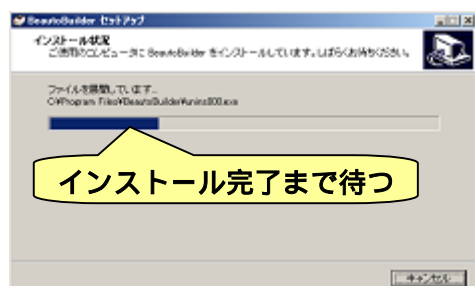 BeautoBuilder セットアップ
インストール状況
ご使用のコンピュータに BeautoBuilder をインストールしています。しばらくお待ちください。
ファイルを展開しています...
C:¥Program Files¥BeautoBuilder¥unins000.exe
インストール完了まで待つ
キャンセル